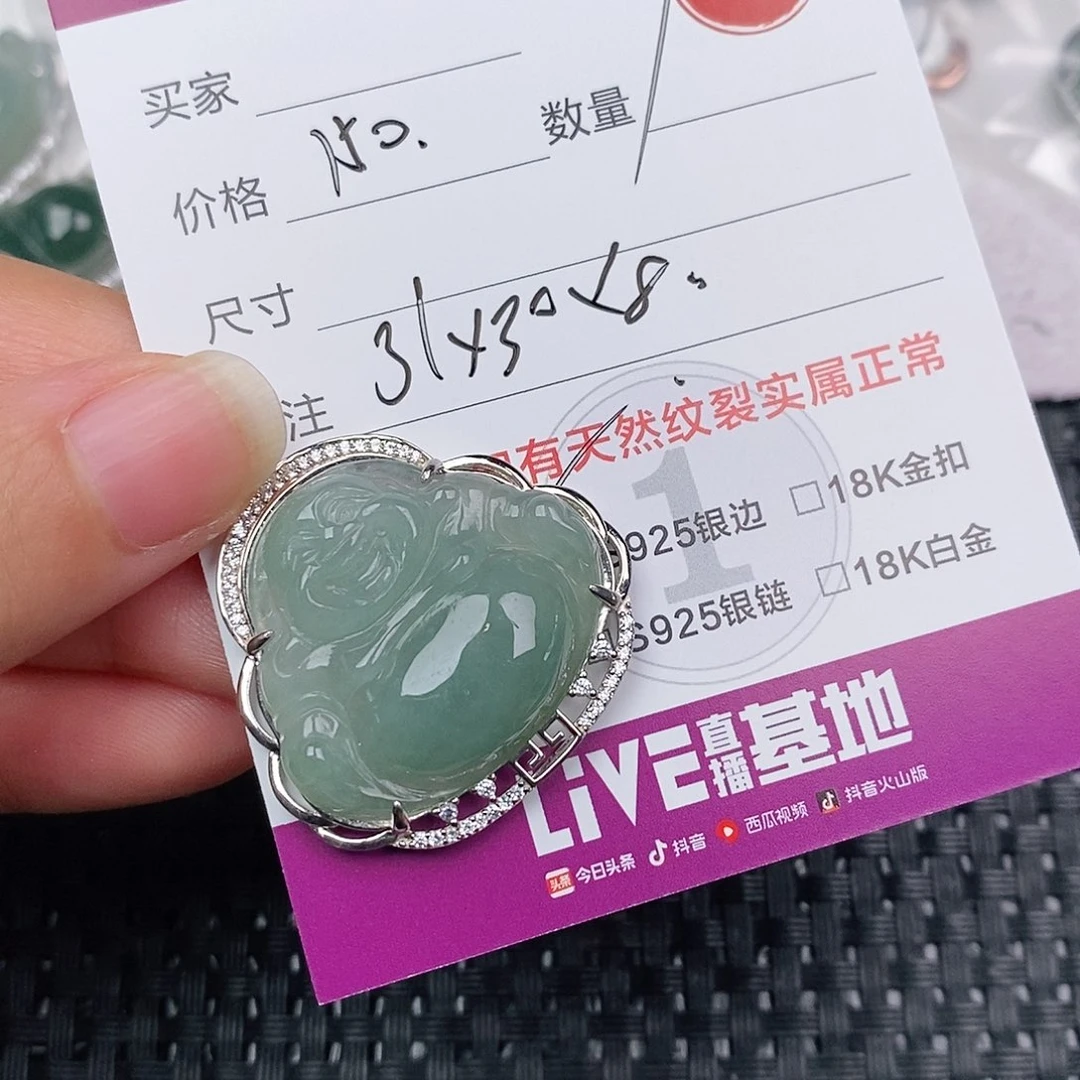 买家
数量
价格 No.
尺寸 31x30x8.
注
有天然纹裂实属正常
1
S925银边 □18K金扣
S925银链 □18K白金
LiVE直播基地
头条 今日头条 抖音 西瓜视频 抖音火山版